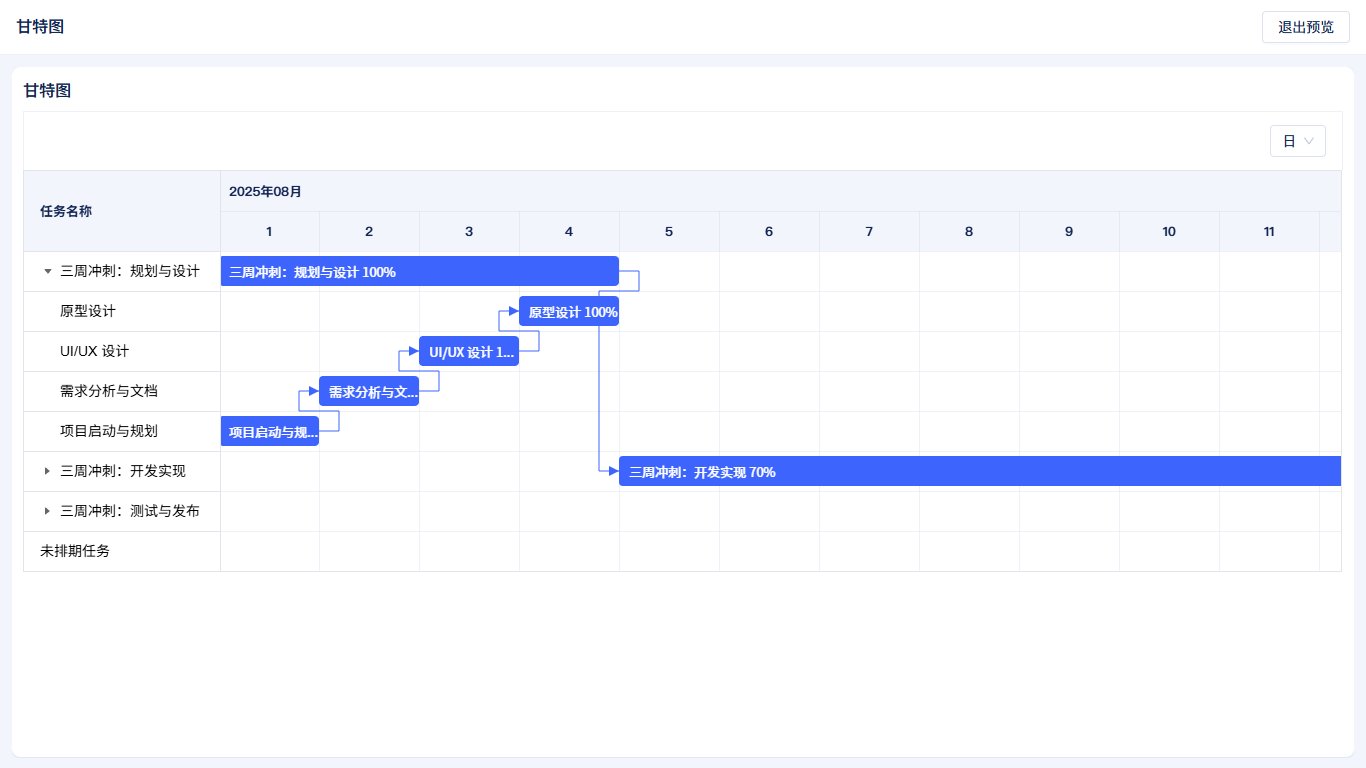 甘特图
退出预览
甘特图
日
任务名称
2025年08月
1 2 3 4 5 6 7 8 9 10 11
三周冲刺：规划与设计
三周冲刺：规划与设计 100%
原型设计
原型设计 100%
UI/UX 设计
UI/UX 设计 1...
需求分析与文档
需求分析与文...
项目启动与规划
项目启动与规...
三周冲刺：开发实现
三周冲刺：开发实现 70%
三周冲刺：测试与发布
未排期任务